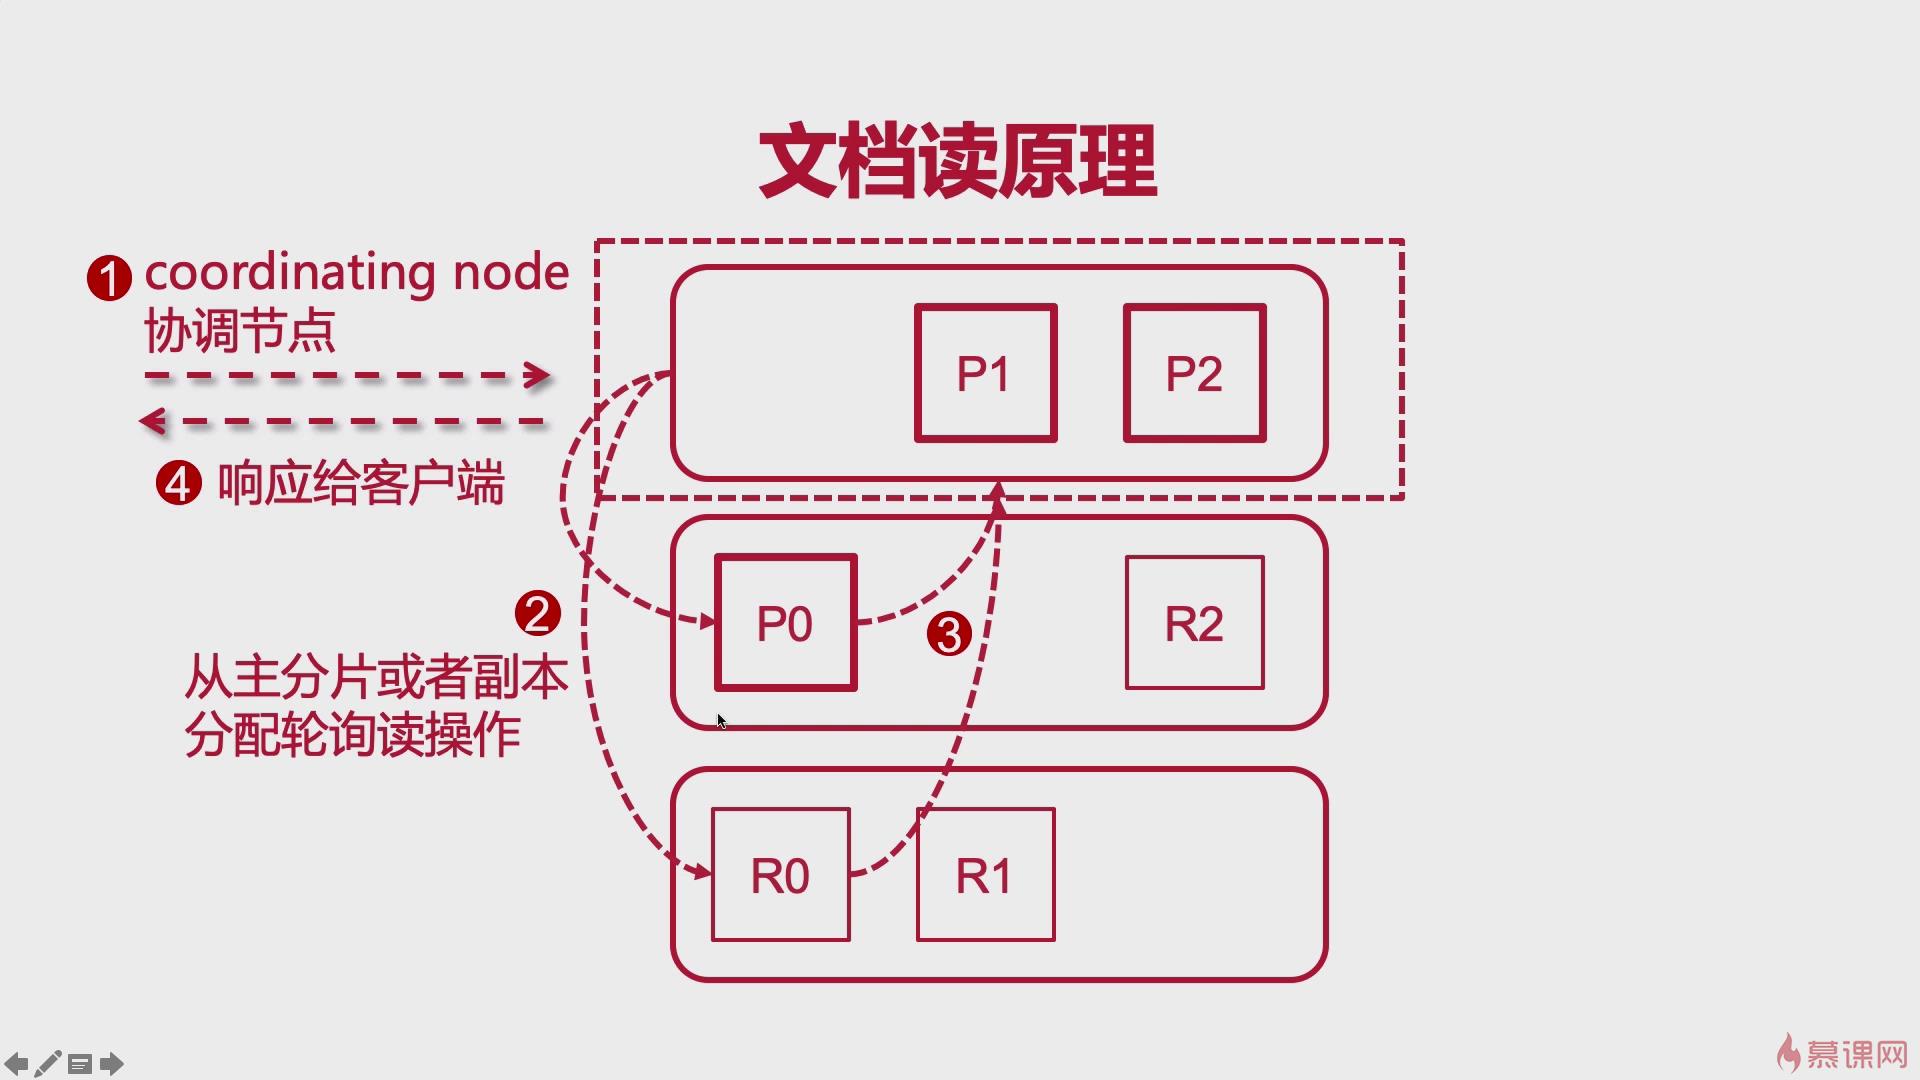 文档读原理
1 coordinating node
协调节点
4 响应给客户端
2
从主分片或者副本
分配轮询读操作
P1 P2
P0 3 R2
R0 R1
慕课网